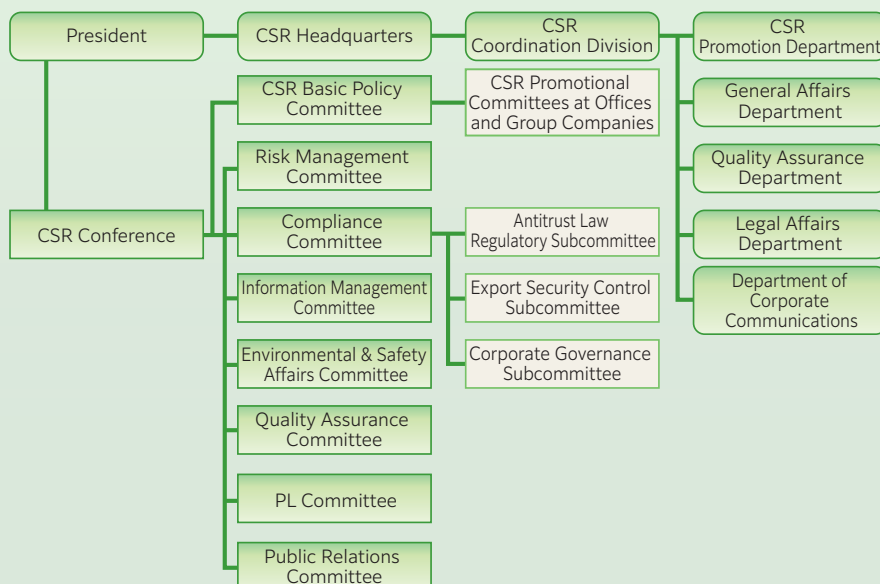 President
CSR Headquarters
CSR
Coordination Division
CSR
Promotion Department
CSR Basic Policy
Committee
CSR Promotional
Committees at Offices
and Group Companies
General Affairs
Department
Risk Management
Committee
Quality Assurance
Department
CSR Conference
Compliance
Committee
Antitrust Law
Regulatory Subcommittee
Legal Affairs
Department
Information Management
Committee
Export Security Control
Subcommittee
Department of
Corporate
Communications
Environmental & Safety
Affairs Committee
Corporate Governance
Subcommittee
Quality Assurance
Committee
PL Committee
Public Relations
Committee